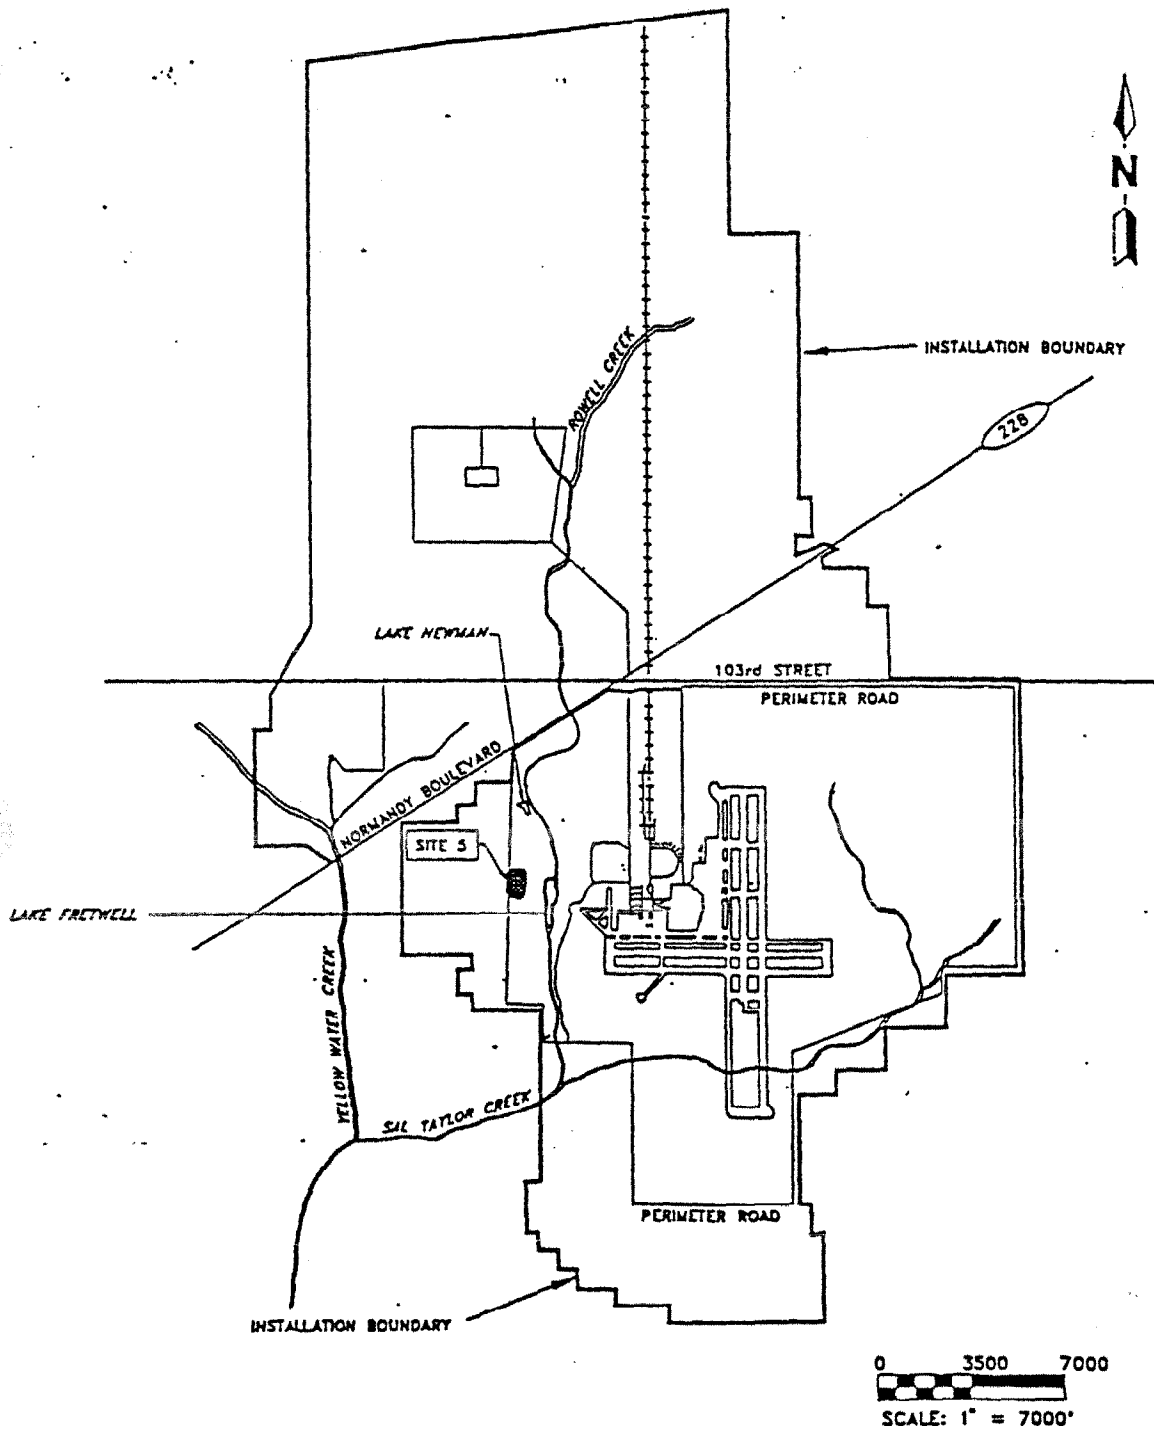 N
ROWELL CREEK
INSTALLATION BOUNDARY
228
LAKE NEWMAN
103rd STREET
PERIMETER ROAD
NORMANDY BOULEVARD
SITE 5
LAKE FRETWELL
YELLOW WATER CREEK
SAL TAYLOR CREEK
PERIMETER ROAD
INSTALLATION BOUNDARY
0 3500 7000
SCALE: 1" = 7000'